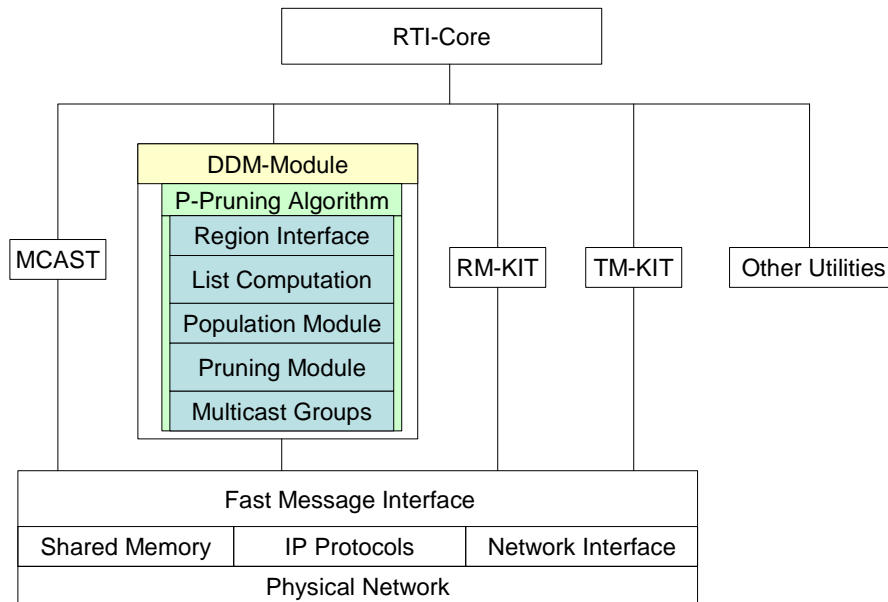 RTI-Core
DDM-Module
P-Pruning Algorithm
Region Interface
List Computation
Population Module
Pruning Module
Multicast Groups
MCAST
RM-KIT
TM-KIT
Other Utilities
Fast Message Interface
Shared Memory
IP Protocols
Network Interface
Physical Network